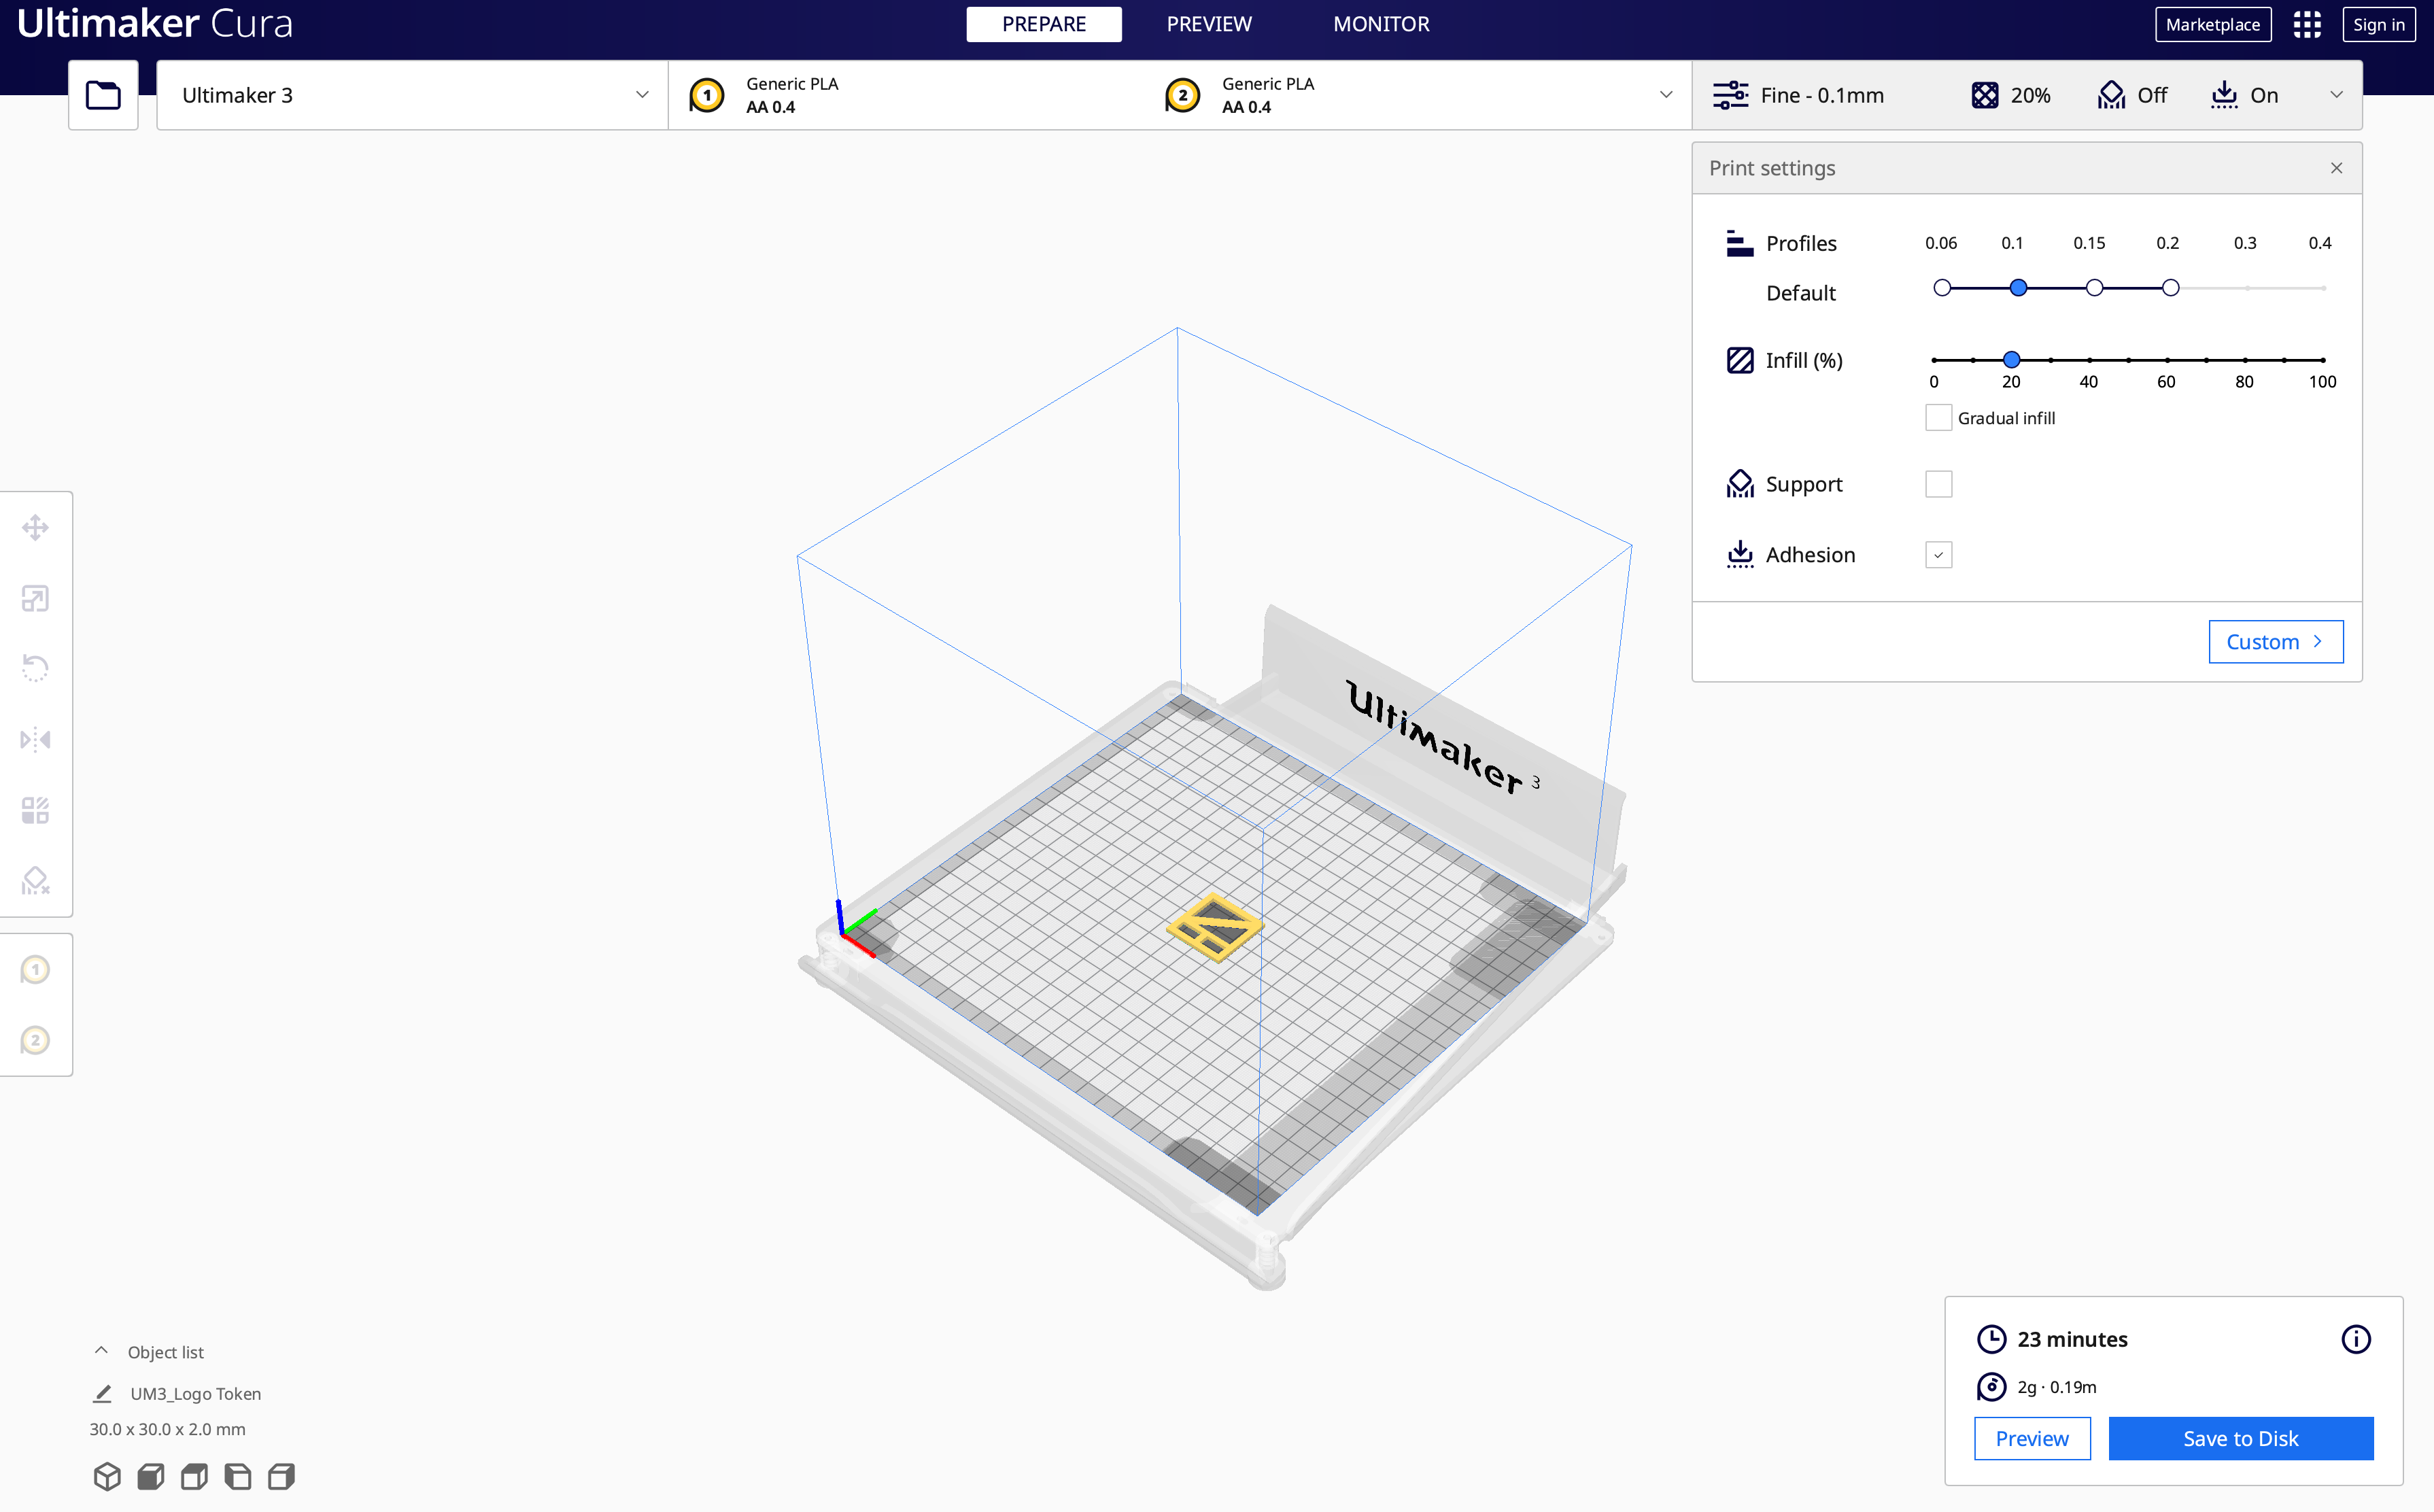 Ultimaker Cura
PREPARE
PREVIEW
MONITOR
Marketplace
Sign in
Ultimaker 3
1
Generic PLA
AA 0.4
2
Generic PLA
AA 0.4
Fine - 0.1mm
20%
Off
On
Print settings
Profiles
0.06 0.1 0.15 0.2 0.3 0.4
Default
Infill (%)
0 20 40 60 80 100
Gradual infill
Support
Adhesion
Custom
Ultimaker 3
1
2
Object list
UM3_Logo Token
30.0 x 30.0 x 2.0 mm
23 minutes
2g · 0.19m
Preview
Save to Disk